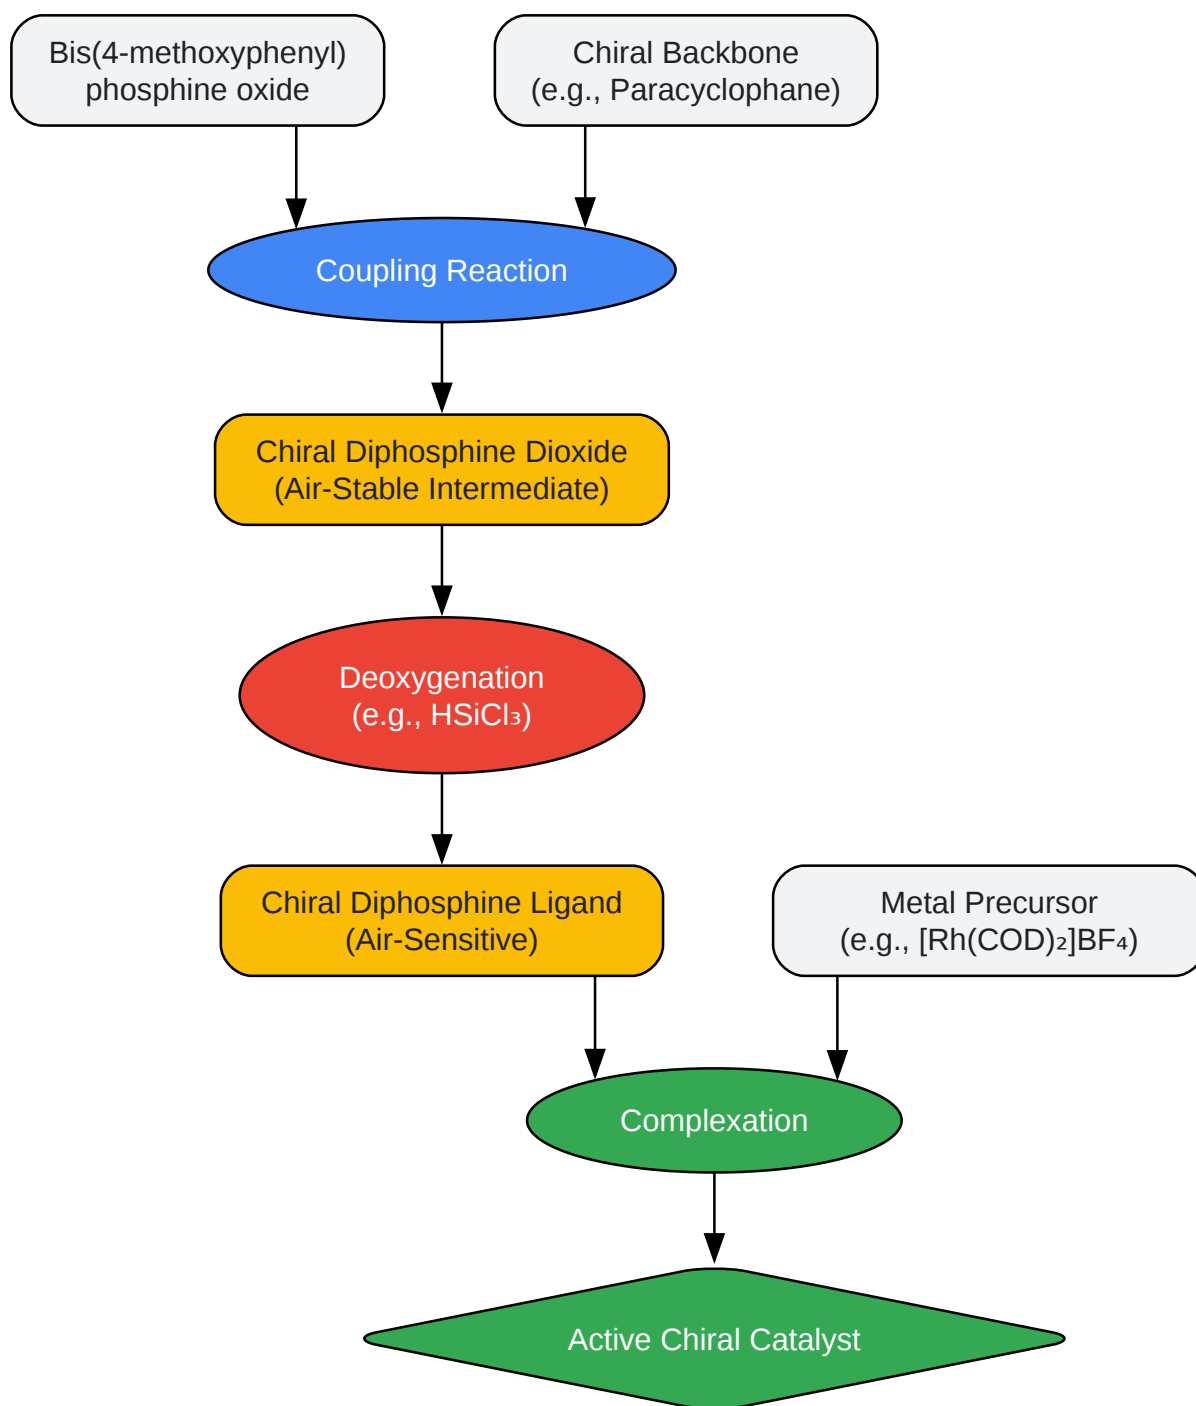 Bis(4-methoxyphenyl)
phosphine oxide
Chiral Backbone
(e.g., Paracyclophane)
Coupling Reaction
Chiral Diphosphine Dioxide
(Air-Stable Intermediate)
Deoxygenation
(e.g., HSiCl₃)
Chiral Diphosphine Ligand
(Air-Sensitive)
Metal Precursor
(e.g., [Rh(COD)₂]BF₄)
Complexation
Active Chiral Catalyst